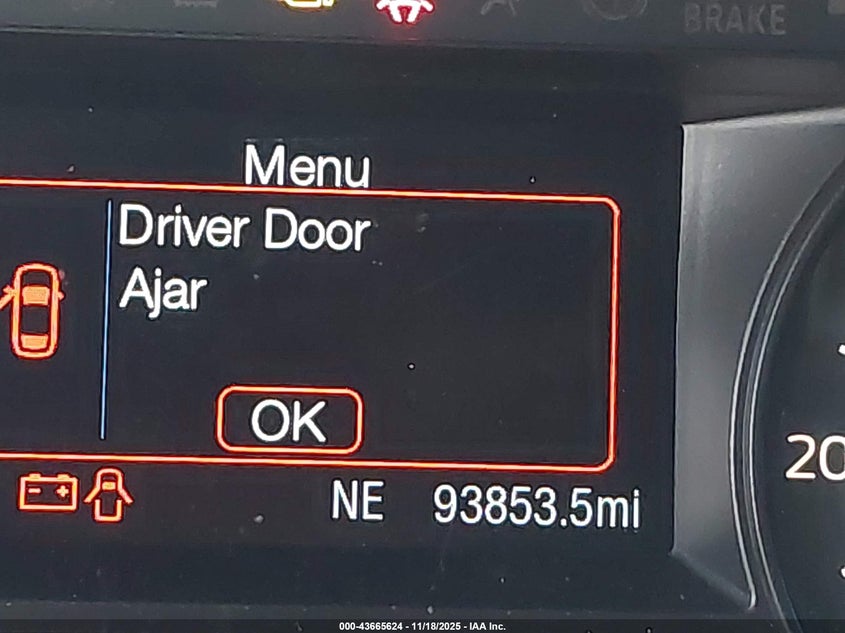 BRAKE
Menu
Driver Door
Ajar
OK
NE 93853.5mi
20
000-43665624 - 11/18/2025 - IAA Inc.